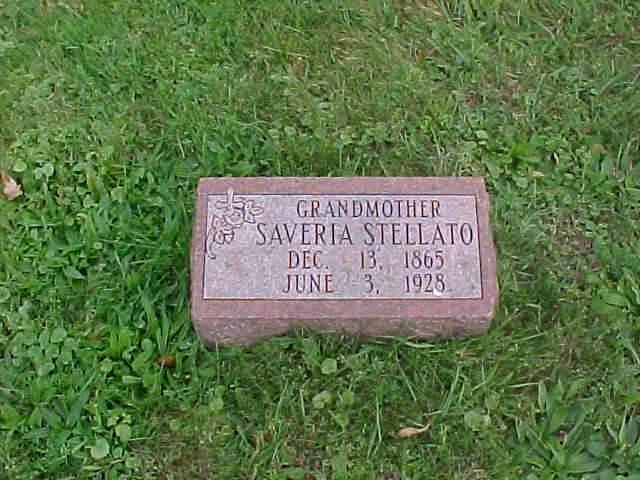 GRANDMOTHER
SAVERIA STELLATO
DEC. 13, 1865
JUNE 3, 1928